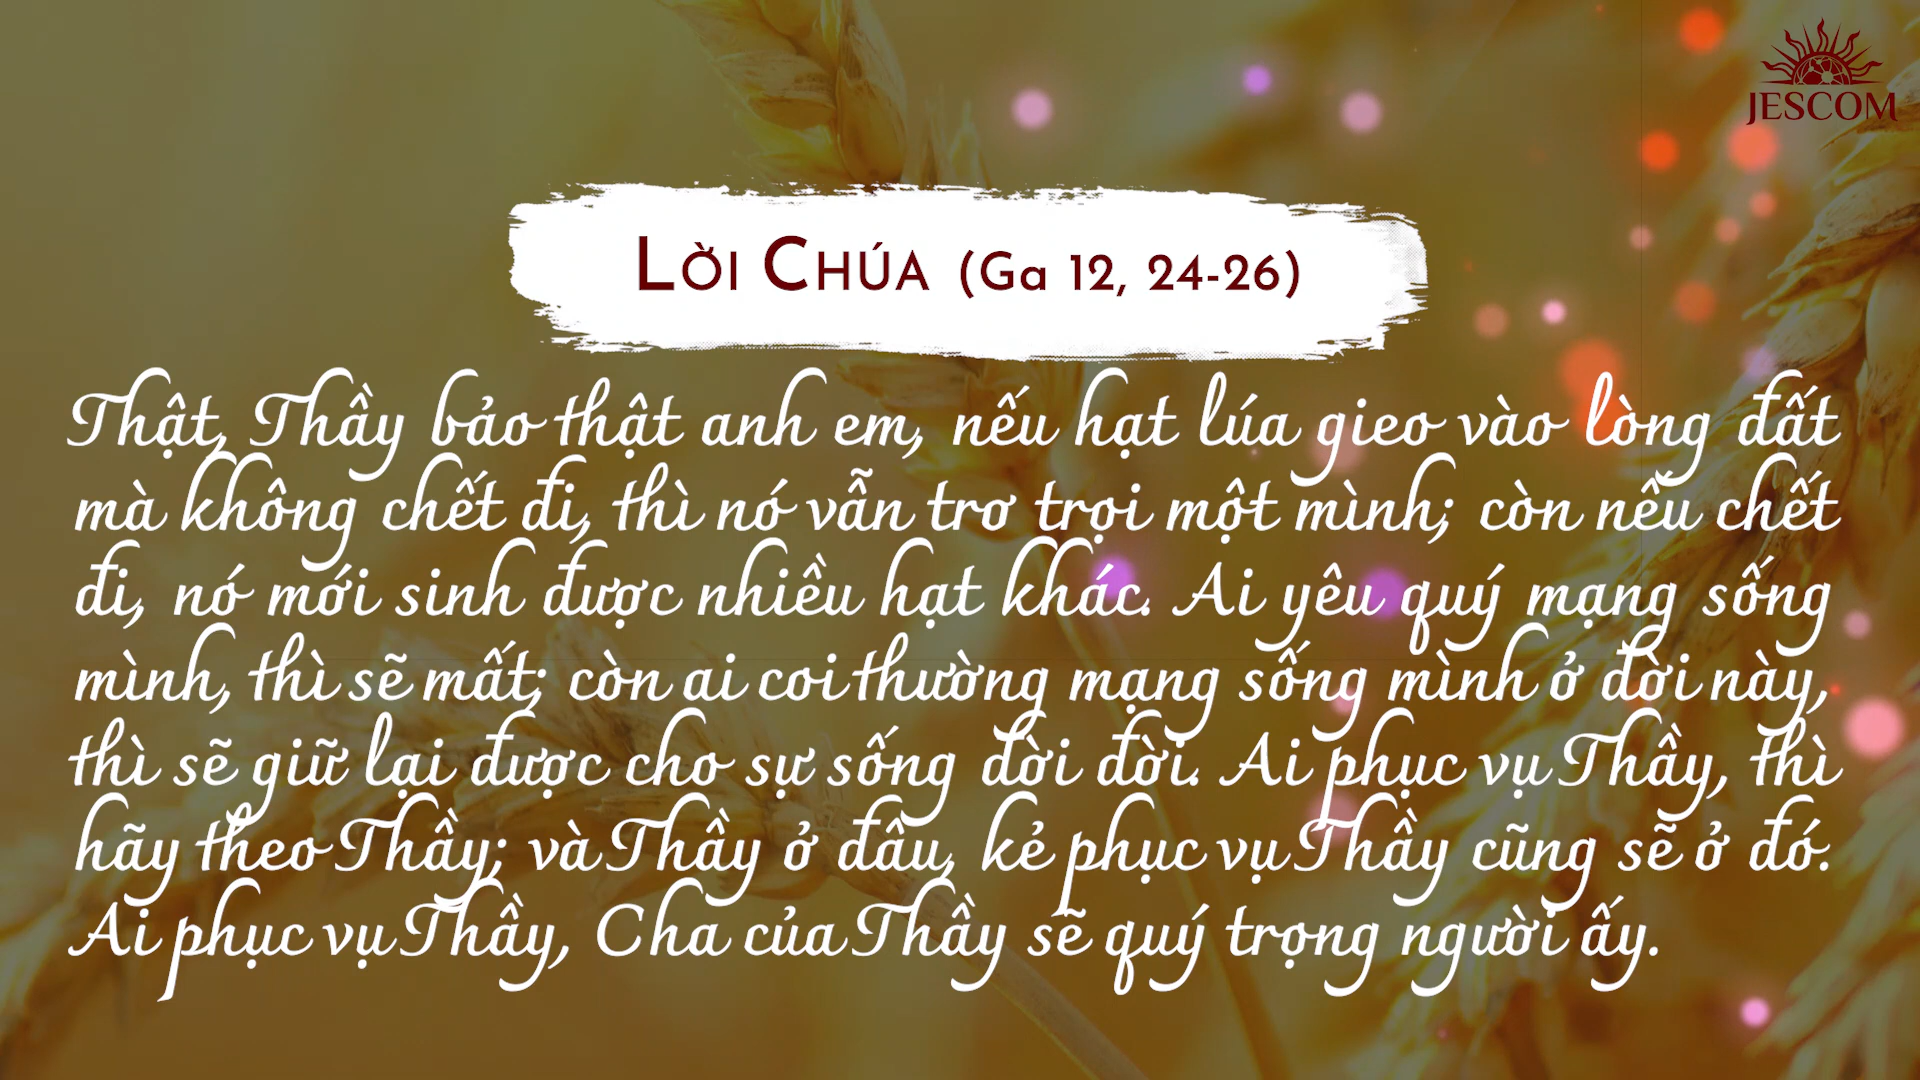 JESCOM
LỜI CHÚA (Ga 12, 24-26)
Thật, Thầy bảo thật anh em, nếu hạt lúa gieo vào lòng đất
mà không chết đi, thì nó vẫn trơ trọi một mình; còn nếu chết
đi, nó mới sinh được nhiều hạt khác. Ai yêu quý mạng sống
mình, thì sẽ mất; còn ai coi thường mạng sống mình ở đời này,
thì sẽ giữ lại được cho sự sống đời đời. Ai phục vụ Thầy, thì
hãy theo Thầy; và Thầy ở đâu, kẻ phục vụ Thầy cũng sẽ ở đó.
Ai phục vụ Thầy, Cha của Thầy sẽ quý trọng người ấy.